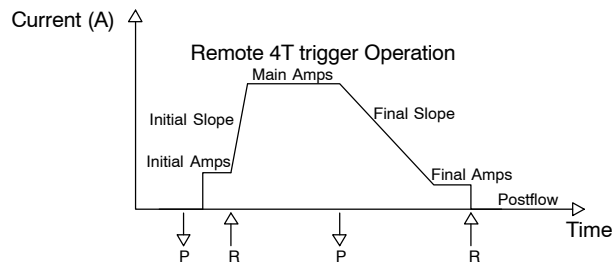 Current (A)
Remote 4T trigger Operation
Main Amps
Initial Slope
Final Slope
Initial Amps
Final Amps
Postflow
Time
P
R
P
R